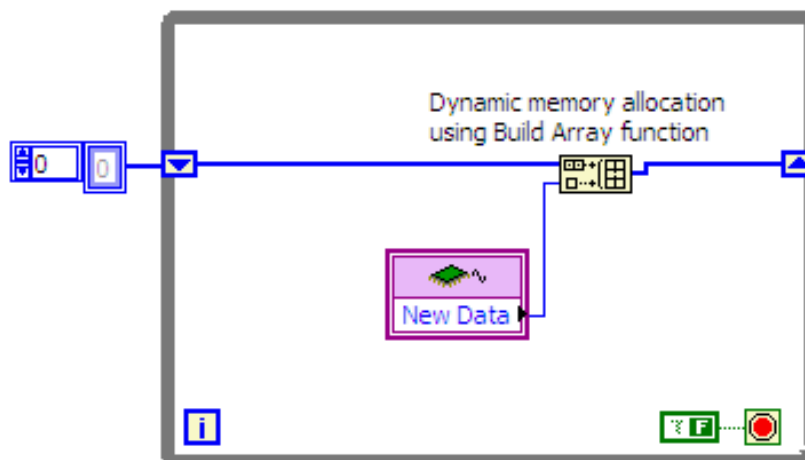 Dynamic memory allocation
using Build Array function
0
0
New Data
i
F